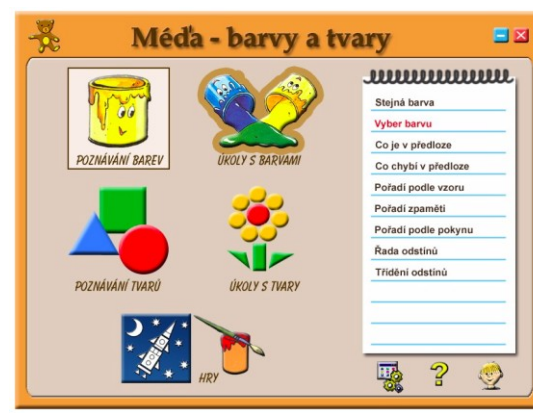 Méďa - barvy a tvary
POZNÁVÁNÍ BAREV
ÚKOLY S BARVAMI
POZNÁVÁNÍ TVARŮ
ÚKOLY S TVARY
HRY
Stejná barva
Vyber barvu
Co je v předloze
Co chybí v předloze
Pořadí podle vzoru
Pořadí zpaměti
Pořadí podle pokynu
Řada odstínů
Třídění odstínů
?